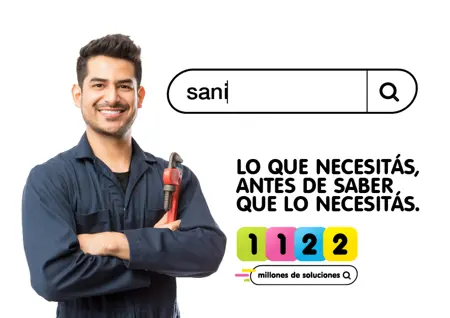 sani
LO QUE NECESITÁS,
ANTES DE SABER
QUE LO NECESITÁS.
1122
millones de soluciones